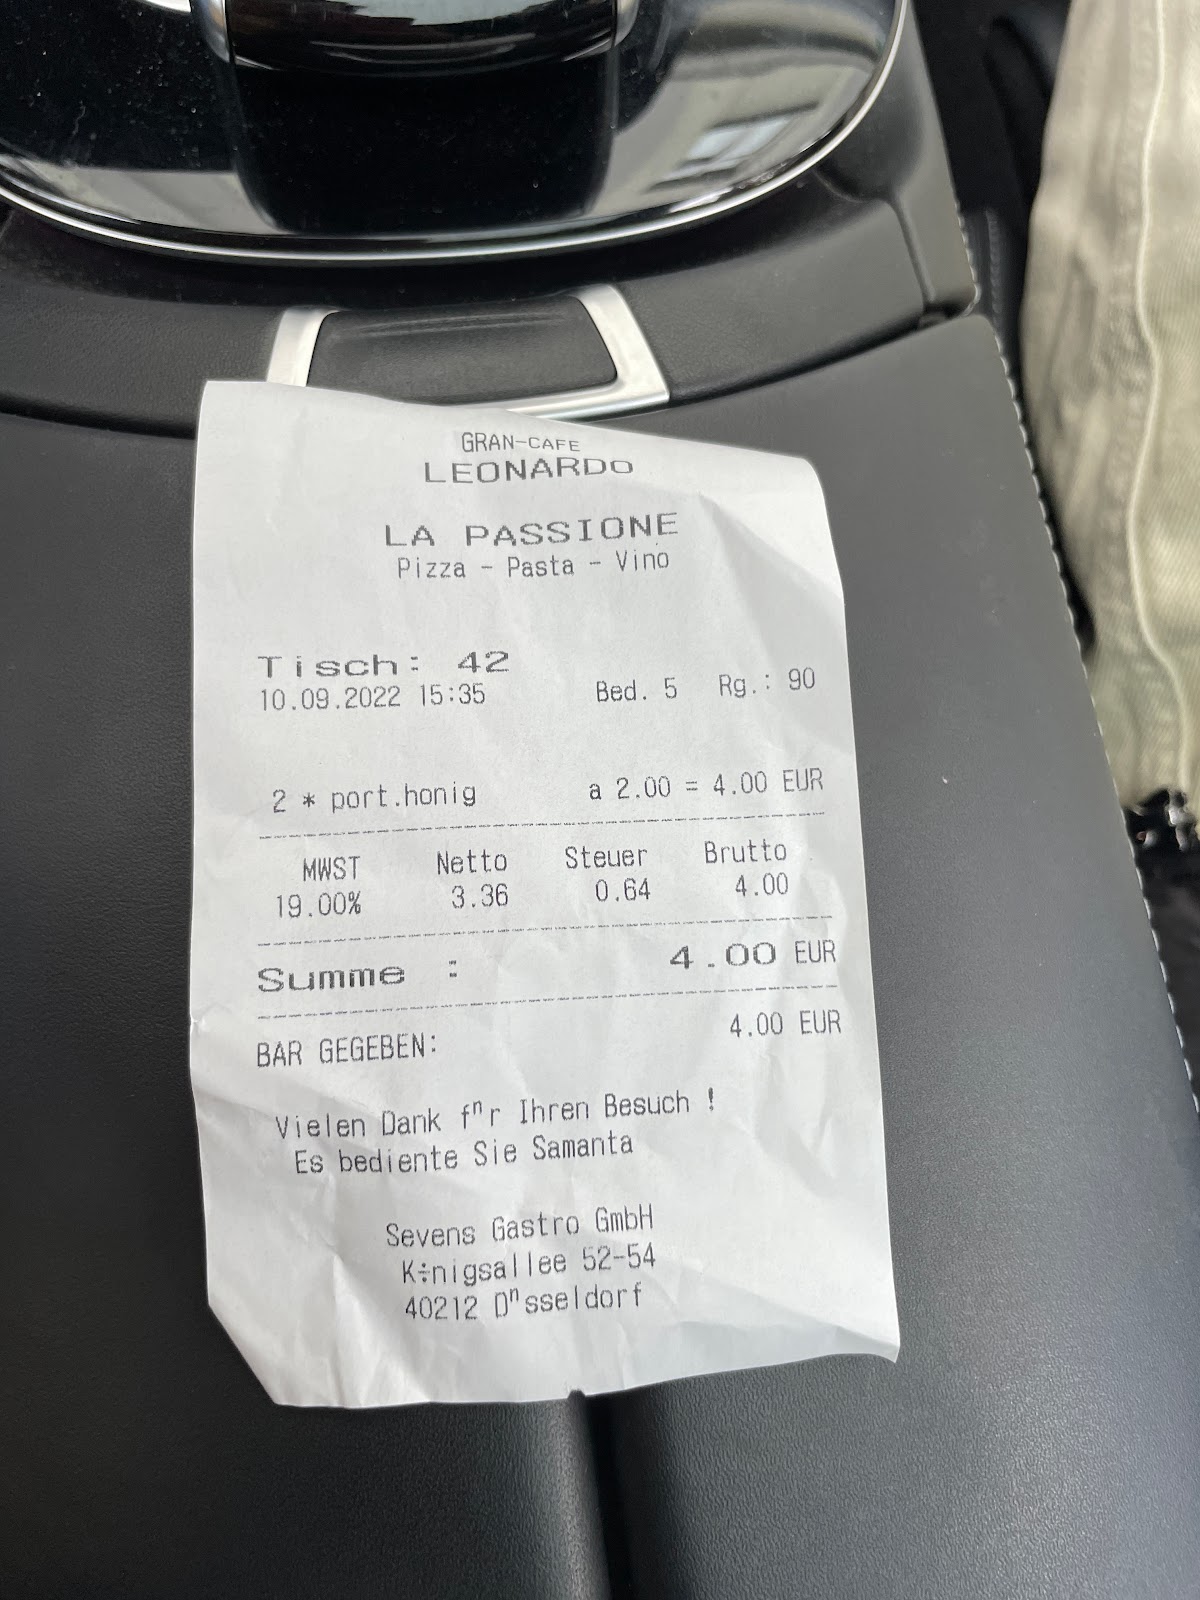 GRAN-CAFE
LEONARDO
LA PASSIONE
Pizza - Pasta - Vino
Tisch: 42
10.09.2022 15:35 Bed. 5 Rg.: 90
2 * port.honig a 2.00 = 4.00 EUR
MWST Netto Steuer Brutto
19.00% 3.36 0.64 4.00
Summe : 4.00 EUR
BAR GEGEBEN: 4.00 EUR
Vielen Dank fⁿr Ihren Besuch !
Es bediente Sie Samanta
Sevens Gastro GmbH
K÷nigsallee 52-54
40212 Dⁿsseldorf